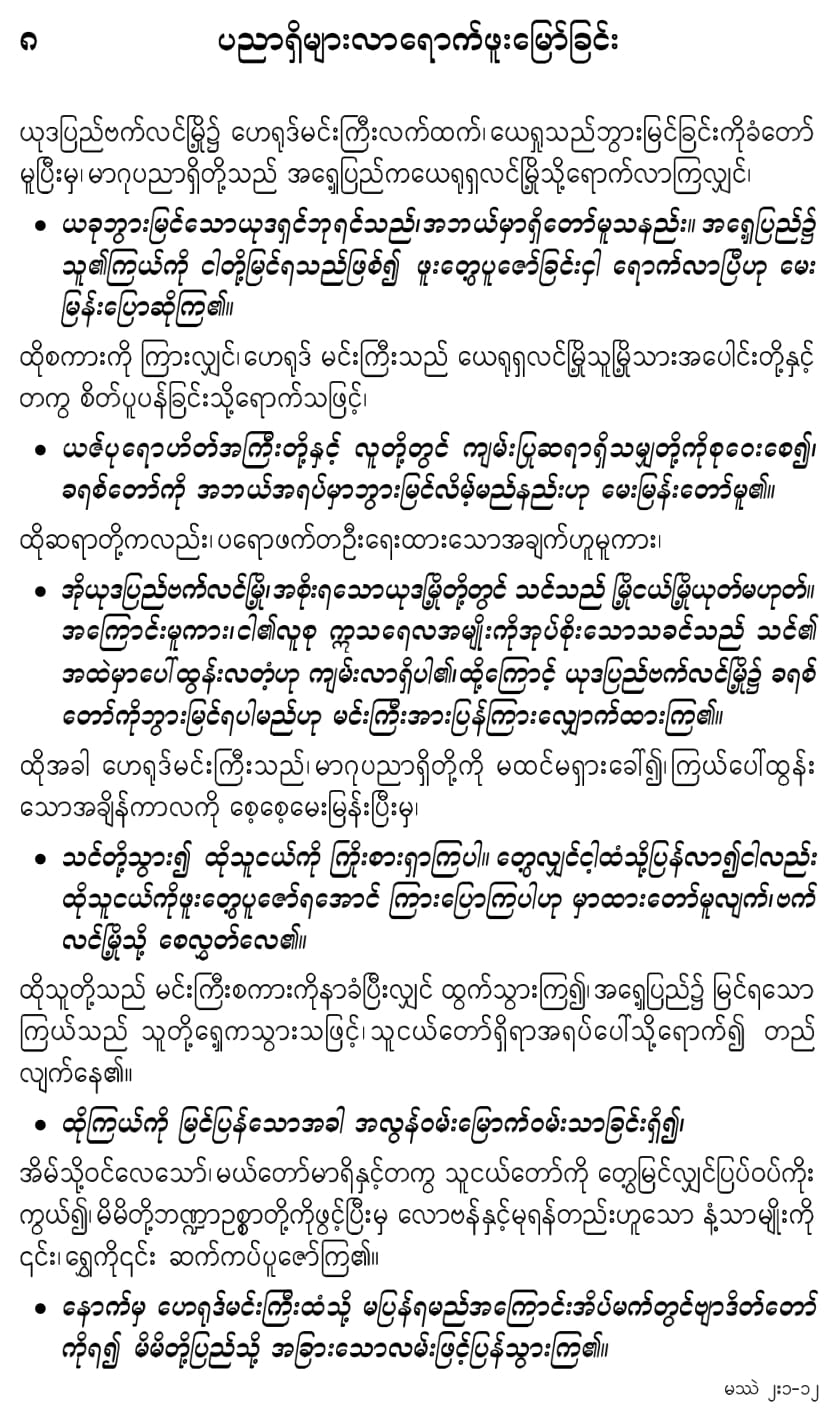 ၈ ပညာရှိများလာရောက်ဖူးမြော်ခြင်း
ယုဒပြည်ဗက်လင်မြို့၌ ဟေရုဒ်မင်းကြီးလက်ထက်၊ယေရှုသည်ဘွားမြင်ခြင်းကိုခံတော်
မူပြီးမှ၊မာဂုပညာရှိတို့သည် အရှေ့ပြည်ကယေရုရှလင်မြို့သို့ရောက်လာကြလျှင်၊
• ယခုဘွားမြင်သောယုဒရှင်ဘုရင်သည်၊အဘယ်မှာရှိတော်မူသနည်း။ အရှေ့ပြည်၌
သူ၏ကြယ်ကို ငါတို့မြင်ရသည်ဖြစ်၍ ဖူးတွေ့ပူဇော်ခြင်းငှါ ရောက်လာပြီဟု မေး
မြန်းပြောဆိုကြ၏။
ထိုစကားကို ကြားလျှင်၊ဟေရုဒ် မင်းကြီးသည် ယေရုရှလင်မြို့သူမြို့သားအပေါင်းတို့နှင့်
တကွ စိတ်ပူပန်ခြင်းသို့ရောက်သဖြင့်၊
• ယဇ်ပုရောဟိတ်အကြီးတို့နှင့် လူတို့တွင် ကျမ်းပြုဆရာရှိသမျှတို့ကိုစုဝေးစေ၍၊
ခရစ်တော်ကို အဘယ်အရပ်မှာဘွားမြင်လိမ့်မည်နည်းဟု မေးမြန်းတော်မူ၏။
ထိုဆရာတို့ကလည်း၊ပရောဖက်တဦးရေးထားသောအချက်ဟူမူကား၊
• အိုယုဒပြည်ဗက်လင်မြို့၊အစိုးရသောယုဒမြို့တို့တွင် သင်သည် မြို့ငယ်မြို့ယုတ်မဟုတ်။
အကြောင်းမူကား၊ငါ၏လူစု ဣသရေလအမျိုးကိုအုပ်စိုးသောသခင်သည် သင်၏
အထဲမှာပေါ်ထွန်းလတံ့ဟု ကျမ်းလာရှိပါ၏၊ထို့ကြောင့် ယုဒပြည်ဗက်လင်မြို့၌ ခရစ်
တော်ကိုဘွားမြင်ရပါမည်ဟု မင်းကြီးအားပြန်ကြားလျှောက်ထားကြ၏။
ထိုအခါ ဟေရုဒ်မင်းကြီးသည်၊မာဂုပညာရှိတို့ကို မထင်မရှားခေါ်၍၊ကြယ်ပေါ်ထွန်း
သောအချိန်ကာလကို စေ့စေ့မေးမြန်းပြီးမှ၊
• သင်တို့သွား၍ ထိုသူငယ်ကို ကြိုးစားရှာကြပါ။ တွေ့လျှင်ငါ့ထံသို့ပြန်လာ၍ငါလည်း
ထိုသူငယ်ကိုဖူးတွေ့ပူဇော်ရအောင် ကြားပြောကြပါဟု မှာထားတော်မူလျက်၊ဗက်
လင်မြို့သို့ စေလွှတ်လေ၏။
ထိုသူတို့သည် မင်းကြီးစကားကိုနာခံပြီးလျှင် ထွက်သွားကြ၍၊အရှေ့ပြည်၌ မြင်ရသော
ကြယ်သည် သူတို့ရှေ့ကသွားသဖြင့်၊သူငယ်တော်ရှိရာအရပ်ပေါ်သို့ရောက်၍ တည်
လျက်နေ၏။
• ထိုကြယ်ကို မြင်ပြန်သောအခါ အလွန်ဝမ်းမြောက်ဝမ်းသာခြင်းရှိ၍၊
အိမ်သို့ဝင်လေသော်၊မယ်တော်မာရိနှင့်တကွ သူငယ်တော်ကို တွေ့မြင်လျှင်ပြပ်ဝပ်ကိုး
ကွယ်၍၊မိမိတို့ဘဏ္ဍာဥစ္စာတို့ကိုဖွင့်ပြီးမှ လောဗန်နှင့်မုရန်တည်းဟူသော နံ့သာမျိုးကို
၎င်း၊ရွှေကို၎င်း ဆက်ကပ်ပူဇော်ကြ၏။
• နောက်မှ ဟေရုဒ်မင်းကြီးထံသို့ မပြန်ရမည်အကြောင်းအိပ်မက်တွင်ဗျာဒိတ်တော်
ကိုရ၍ မိမိတို့ပြည်သို့ အခြားသောလမ်းဖြင့်ပြန်သွားကြ၏။
မဿဲ ၂း၁-၁၂